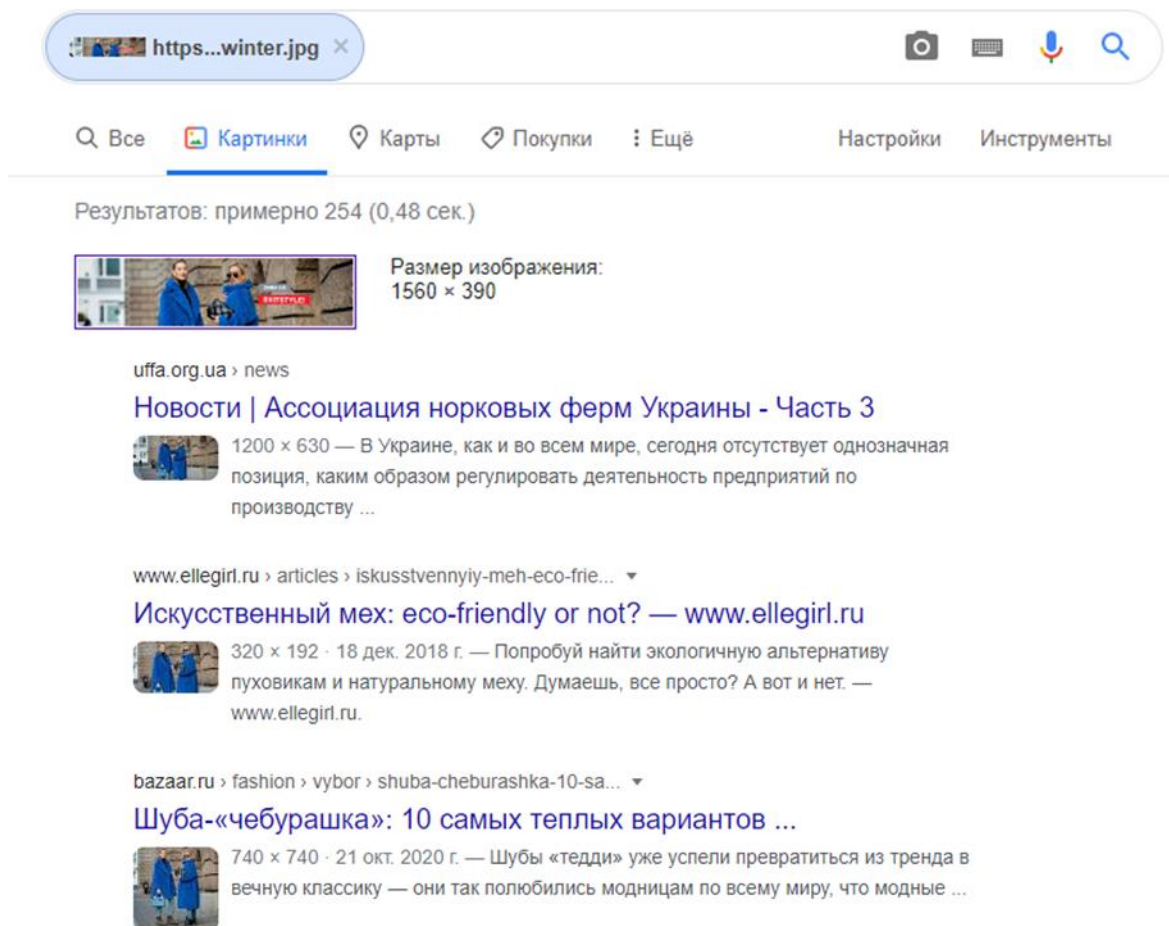 https...winter.jpg ×
Все Картинки Карты Покупки Ещё Настройки Инструменты
Результатов: примерно 254 (0,48 сек.)
Размер изображения:
1560 × 390
uffa.org.ua › news
Новости | Ассоциация норковых ферм Украины - Часть 3
1200 × 630 — В Украине, как и во всем мире, сегодня отсутствует однозначная
позиция, каким образом регулировать деятельность предприятий по
производству ...
www.ellegirl.ru › articles › iskusstvennyiy-meh-eco-frie...
Искусственный мех: eco-friendly or not? — www.ellegirl.ru
320 × 192 · 18 дек. 2018 г. — Попробуй найти экологичную альтернативу
пуховикам и натуральному меху. Думаешь, все просто? А вот и нет. —
www.ellegirl.ru.
bazaar.ru › fashion › vybor › shuba-cheburashka-10-sa...
Шуба-«чебурашка»: 10 самых теплых вариантов ...
740 × 740 · 21 окт. 2020 г. — Шубы «тедди» уже успели превратиться из тренда в
вечную классику — они так полюбились модницам по всему миру, что модные ...